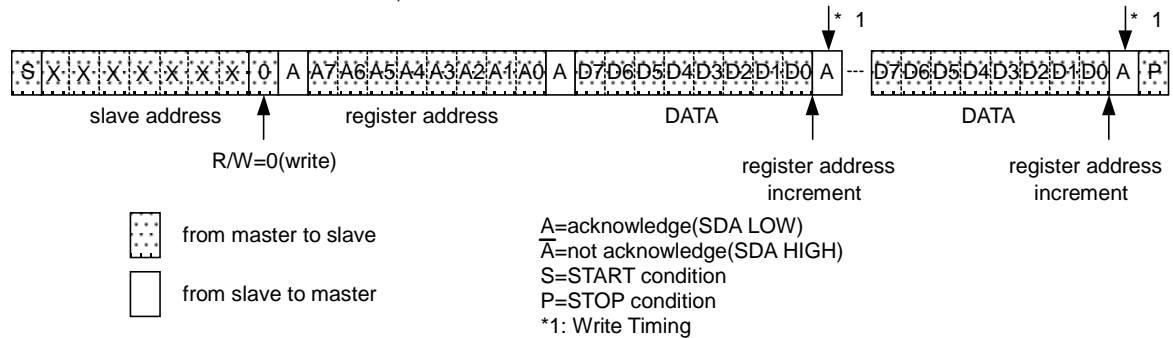 * 1 * 1
S X X X X X X X 0 A A7 A6 A5 A4 A3 A2 A1 A0 A D7 D6 D5 D4 D3 D2 D1 D0 A --- D7 D6 D5 D4 D3 D2 D1 D0 A P
slave address register address DATA DATA
R/W=0(write)
register address
increment
register address
increment
from master to slave
from slave to master
A=acknowledge(SDA LOW)
A̅=not acknowledge(SDA HIGH)
S=START condition
P=STOP condition
*1: Write Timing